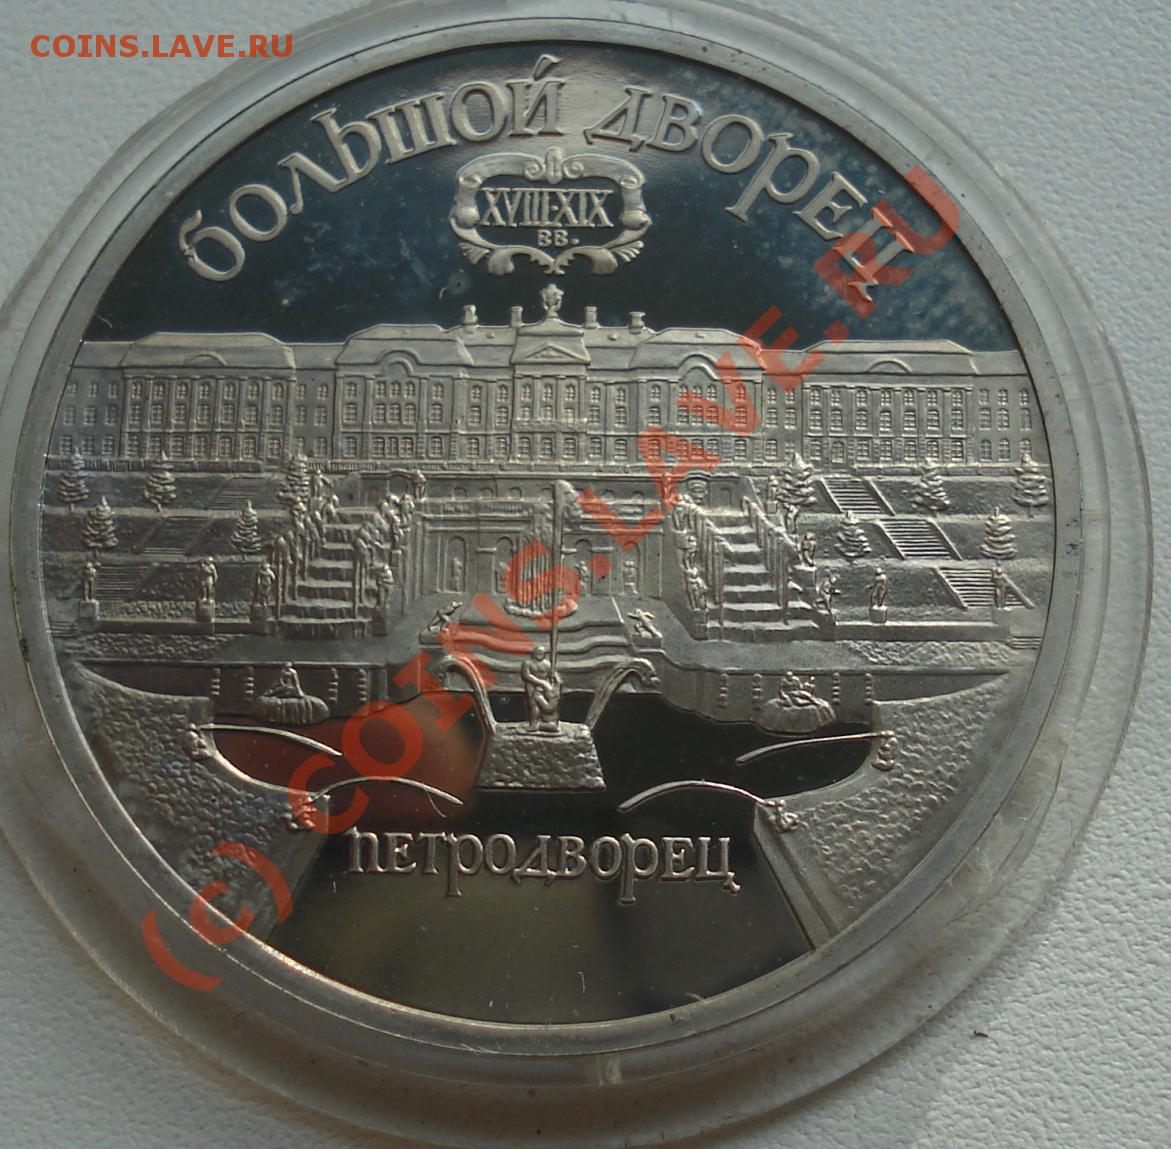 COINS.LAVE.RU
БОЛЬШОЙ ДВОРЕЦ
XVIII-XIX
ВВ.
ПЕТРОДВОРЕЦ
(c) COINS.LAVE.RU